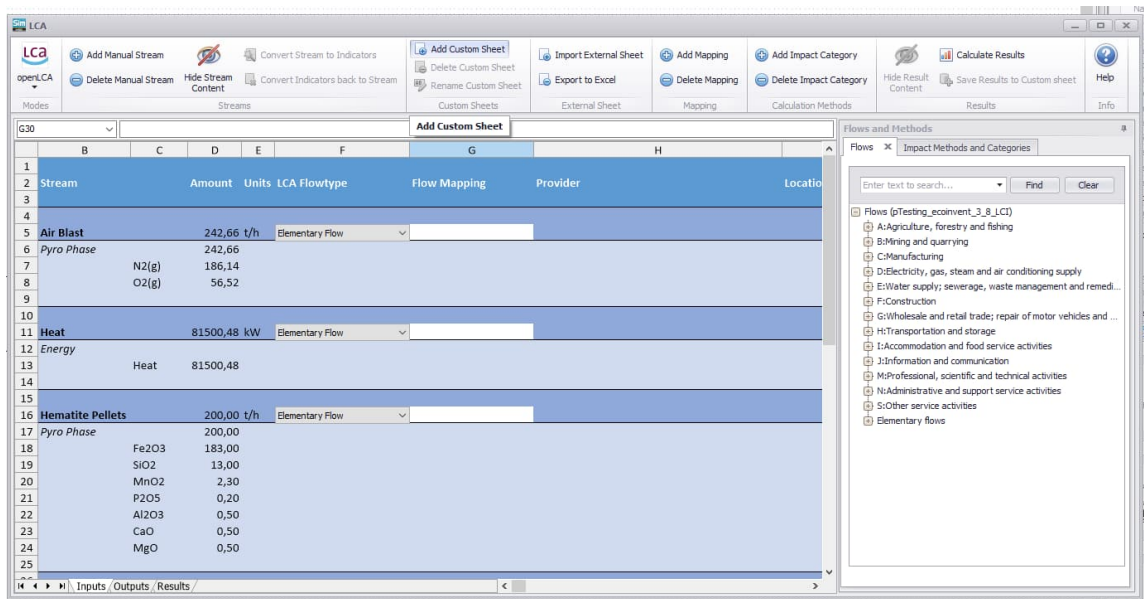 Na
Sim LCA
LCa
openLCA
Modes
Add Manual Stream
Delete Manual Stream
Hide Stream
Content
Convert Stream to Indicators
Convert Indicators back to Stream
Streams
Add Custom Sheet
Delete Custom Sheet
Rename Custom Sheet
Custom Sheets
Import External Sheet
Export to Excel
External Sheet
Add Mapping
Delete Mapping
Mapping
Add Impact Category
Delete Impact Category
Calculation Methods
Hide Result
Content
Calculate Results
Save Results to Custom sheet
Results
Help
Info
G30
Add Custom Sheet
B C D E F G H
1
2 Stream Amount Units LCA Flowtype Flow Mapping Provider Locatio
3
4
5 Air Blast 242,66 t/h Elementary Flow
6 Pyro Phase 242,66
7 N2(g) 186,14
8 O2(g) 56,52
9
10
11 Heat 81500,48 kW Elementary Flow
12 Energy
13 Heat 81500,48
14
15
16 Hematite Pellets 200,00 t/h Elementary Flow
17 Pyro Phase 200,00
18 Fe2O3 183,00
19 SiO2 13,00
20 MnO2 2,30
21 P2O5 0,20
22 Al2O3 0,50
23 CaO 0,50
24 MgO 0,50
25
Inputs Outputs Results
Flows and Methods
Flows Impact Methods and Categories
Enter text to search... Find Clear
Flows (pTesting_ecoinvent_3_8_LCI)
A:Agriculture, forestry and fishing
B:Mining and quarrying
C:Manufacturing
D:Electricity, gas, steam and air conditioning supply
E:Water supply; sewerage, waste management and remedi...
F:Construction
G:Wholesale and retail trade; repair of motor vehicles and ...
H:Transportation and storage
I:Accommodation and food service activities
J:Information and communication
M:Professional, scientific and technical activities
N:Administrative and support service activities
S:Other service activities
Elementary flows